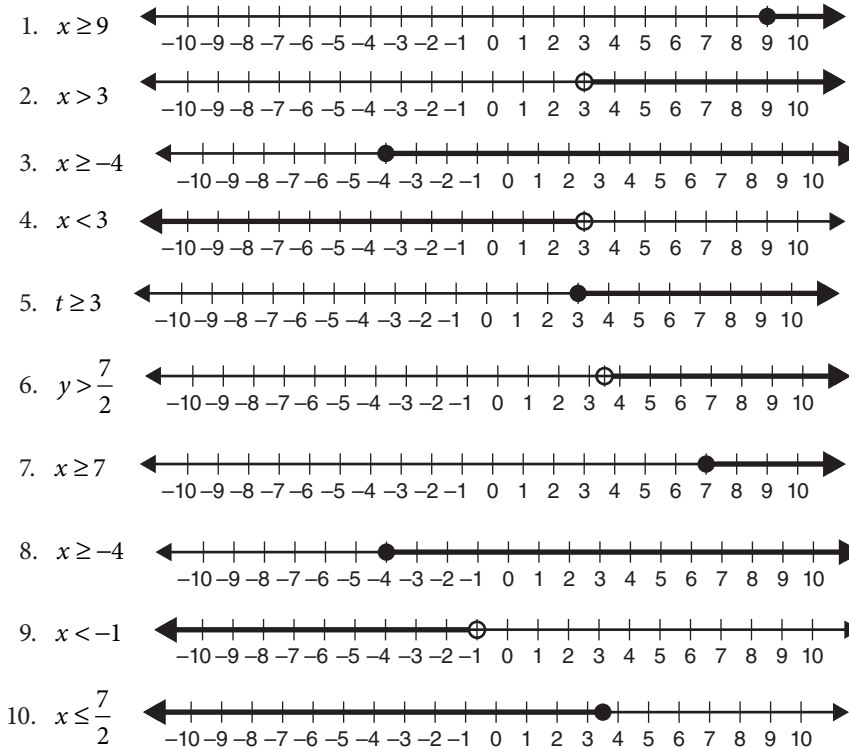 1. x ≥ 9
–10 –9 –8 –7 –6 –5 –4 –3 –2 –1 0 1 2 3 4 5 6 7 8 9 10
2. x > 3
–10 –9 –8 –7 –6 –5 –4 –3 –2 –1 0 1 2 3 4 5 6 7 8 9 10
3. x ≥ –4
–10 –9 –8 –7 –6 –5 –4 –3 –2 –1 0 1 2 3 4 5 6 7 8 9 10
4. x < 3
–10 –9 –8 –7 –6 –5 –4 –3 –2 –1 0 1 2 3 4 5 6 7 8 9 10
5. t ≥ 3
–10 –9 –8 –7 –6 –5 –4 –3 –2 –1 0 1 2 3 4 5 6 7 8 9 10
6. y > 7/2
–10 –9 –8 –7 –6 –5 –4 –3 –2 –1 0 1 2 3 4 5 6 7 8 9 10
7. x ≥ 7
–10 –9 –8 –7 –6 –5 –4 –3 –2 –1 0 1 2 3 4 5 6 7 8 9 10
8. x ≥ –4
–10 –9 –8 –7 –6 –5 –4 –3 –2 –1 0 1 2 3 4 5 6 7 8 9 10
9. x < –1
–10 –9 –8 –7 –6 –5 –4 –3 –2 –1 0 1 2 3 4 5 6 7 8 9 10
10. x ≤ 7/2
–10 –9 –8 –7 –6 –5 –4 –3 –2 –1 0 1 2 3 4 5 6 7 8 9 10